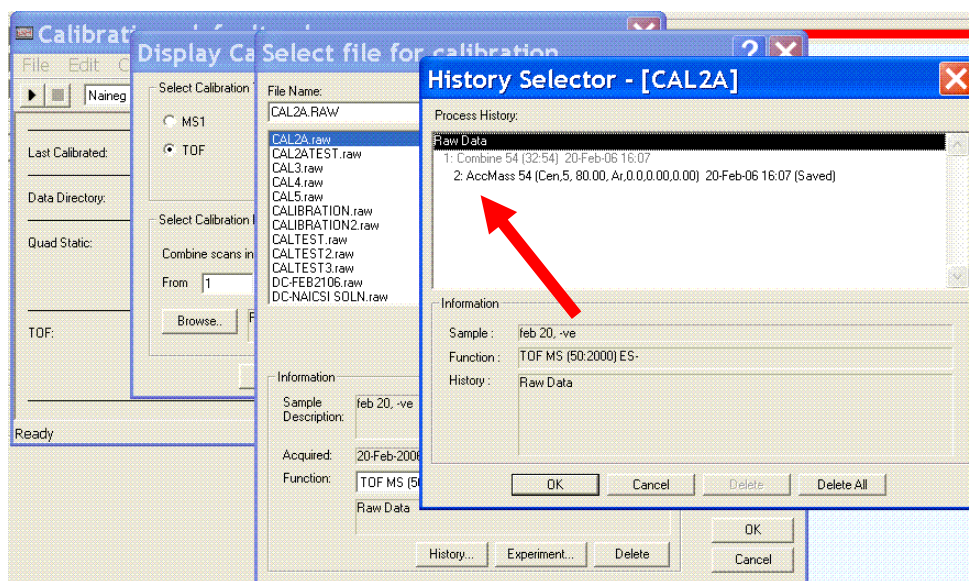 Calibrat
File Edit C
Naineg
Last Calibrated:
Data Directory:
Quad Static:
TOF:
Ready
Display Ca
Select Calibration
MS1
TOF
Select Calibration
Combine scans in
From 1
Browse..
Select file for calibration
File Name:
CAL2A.RAW
CAL2A.raw
CAL2ATEST.raw
CAL3.raw
CAL4.raw
CAL5.raw
CALIBRATION.raw
CALIBRATION2.raw
CALTEST.raw
CALTEST2.raw
CALTEST3.raw
DC-FEB2106.raw
DC-NAICSI SOLN.raw
Information
Sample Description: feb 20, -ve
Acquired: 20-Feb-2006
Function: TOF MS (5
Raw Data
History... Experiment... Delete
OK
Cancel
History Selector - [CAL2A]
Process History:
Raw Data
1: Combine 54 (32:54) 20-Feb-06 16:07
2: AccMass 54 (Cen,5, 80.00, Ar,0.0,0.00,0.00) 20-Feb-06 16:07 (Saved)
Information
Sample : feb 20, -ve
Function : TOF MS (50:2000) ES-
History : Raw Data
OK Cancel Delete Delete All